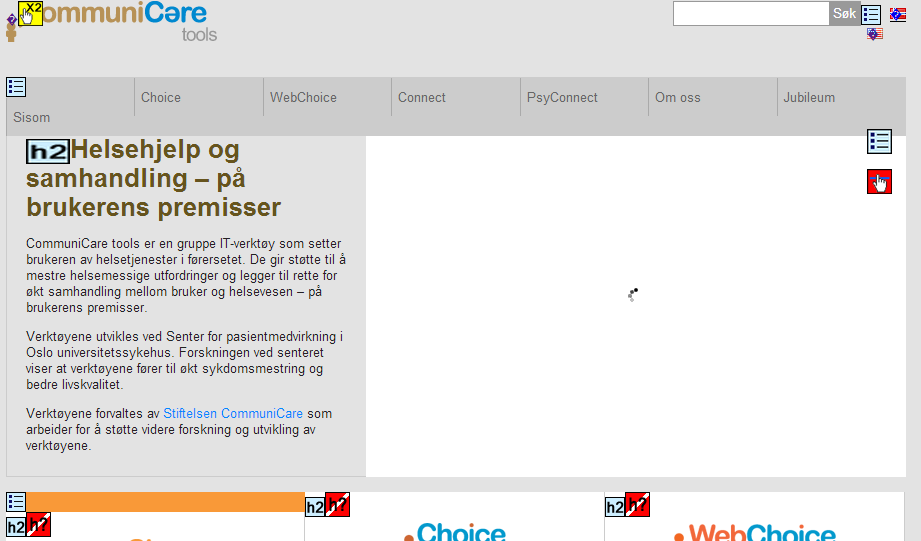 X2
ommuniCare
tools
Søk
Sisom
Choice
WebChoice
Connect
PsyConnect
Om oss
Jubileum
h2 Helsehjelp og
samhandling – på
brukerens premisser
CommuniCare tools er en gruppe IT-verktøy som setter
brukeren av helsetjenester i førersetet. De gir støtte til å
mestre helsemessige utfordringer og legger til rette for
økt samhandling mellom bruker og helsevesen – på
brukerens premisser.
Verktøyene utvikles ved Senter for pasientmedvirkning i
Oslo universitetssykehus. Forskningen ved senteret
viser at verktøyene fører til økt sykdomsmestring og
bedre livskvalitet.
Verktøyene forvaltes av Stiftelsen CommuniCare som
arbeider for å støtte videre forskning og utvikling av
verktøyene.
h2 h?
h2 h?
Choice
h2 h?
WebChoice